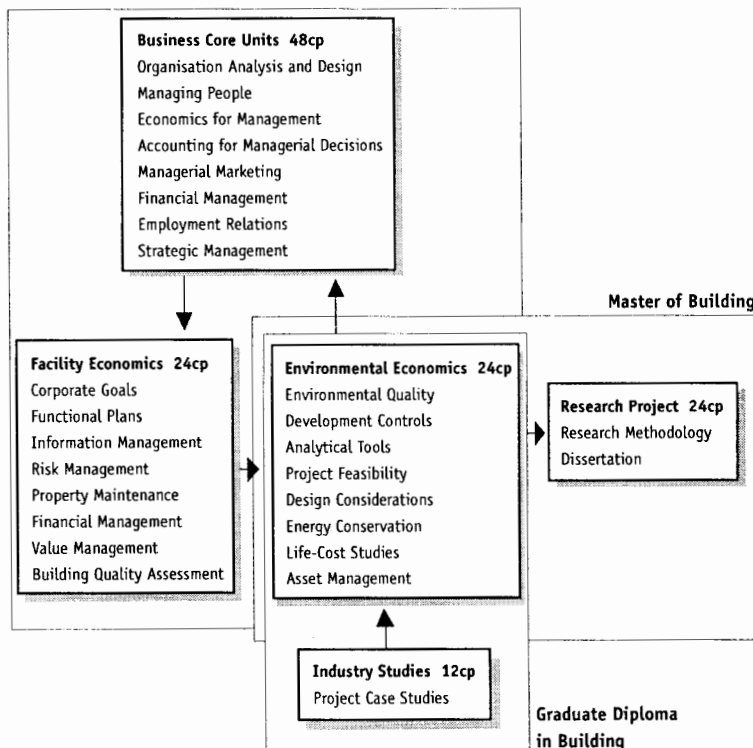 Business Core Units 48cp
Organisation Analysis and Design
Managing People
Economics for Management
Accounting for Managerial Decisions
Managerial Marketing
Financial Management
Employment Relations
Strategic Management
Master of Building
Facility Economics 24cp
Corporate Goals
Functional Plans
Information Management
Risk Management
Property Maintenance
Financial Management
Value Management
Building Quality Assessment
Environmental Economics 24cp
Environmental Quality
Development Controls
Analytical Tools
Project Feasibility
Design Considerations
Energy Conservation
Life-Cost Studies
Asset Management
Research Project 24cp
Research Methodology
Dissertation
Industry Studies 12cp
Project Case Studies
Graduate Diploma
in Building